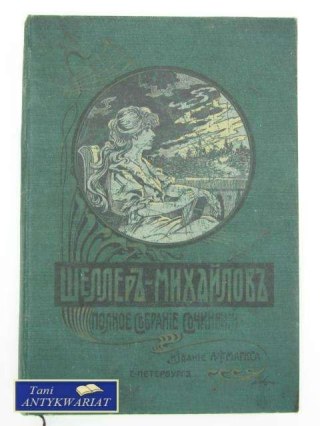 ШЕЛЛЕРЪ-МИХАЙЛОВЪ
ПОЛНОЕ СОБРАНІЕ СОЧИНЕНІЙ
ИЗДАНІЕ А.Ф.МАРКСА
С-ПЕТЕРБУРГЪ
Tani
ANTYKWARIAT